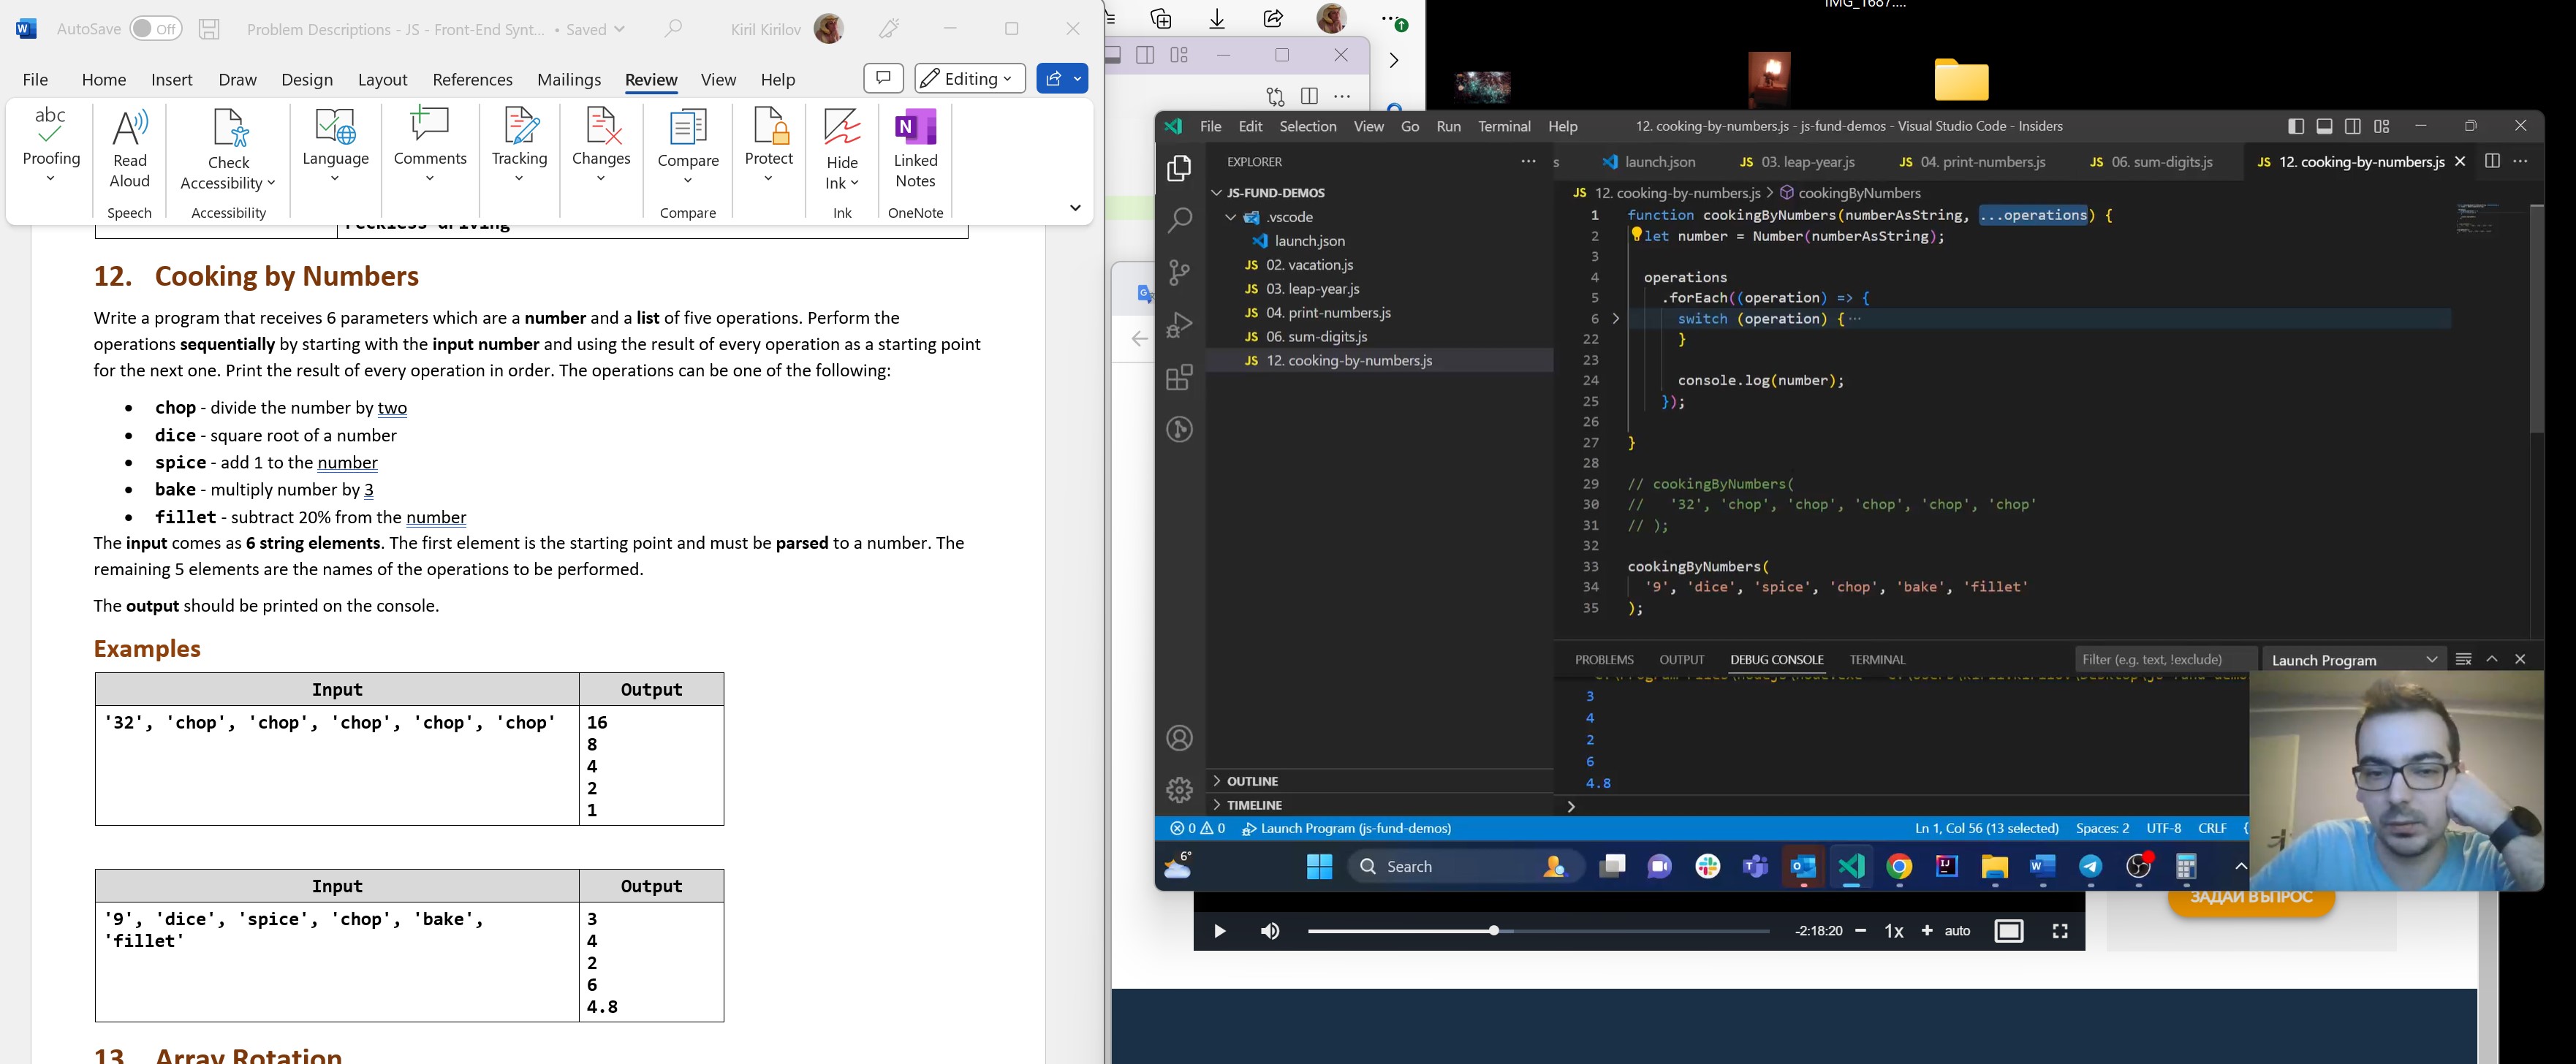 AutoSave Off Problem Descriptions - JS - Front-End Synt... • Saved Kiril Kirilov
File Home Insert Draw Design Layout References Mailings Review View Help Editing
abc
Proofing
Read Aloud
Speech
Check Accessibility
Accessibility
Language
Comments
Tracking
Changes
Compare
Compare
Protect
Hide Ink
Ink
Linked Notes
OneNote
reckless driving
12. Cooking by Numbers
Write a program that receives 6 parameters which are a number and a list of five operations. Perform the
operations sequentially by starting with the input number and using the result of every operation as a starting point
for the next one. Print the result of every operation in order. The operations can be one of the following:
• chop - divide the number by two
• dice - square root of a number
• spice - add 1 to the number
• bake - multiply number by 3
• fillet - subtract 20% from the number
The input comes as 6 string elements. The first element is the starting point and must be parsed to a number. The
remaining 5 elements are the names of the operations to be performed.
The output should be printed on the console.
Examples
Input Output
'32', 'chop', 'chop', 'chop', 'chop', 'chop' 16
8
4
2
1
Input Output
'9', 'dice', 'spice', 'chop', 'bake', 3
'fillet' 4
2
6
4.8
13. Array Rotation
IMG_1687....
File Edit Selection View Go Run Terminal Help 12. cooking-by-numbers.js - js-fund-demos - Visual Studio Code - Insiders
EXPLORER
JS-FUND-DEMOS
.vscode
launch.json
JS 02. vacation.js
JS 03. leap-year.js
JS 04. print-numbers.js
JS 06. sum-digits.js
JS 12. cooking-by-numbers.js
OUTLINE
TIMELINE
s launch.json JS 03. leap-year.js JS 04. print-numbers.js JS 06. sum-digits.js JS 12. cooking-by-numbers.js
JS 12. cooking-by-numbers.js > cookingByNumbers
1 function cookingByNumbers(numberAsString, ...operations) {
2 let number = Number(numberAsString);
3
4 operations
5 .forEach((operation) => {
6 switch (operation) { ...
22 }
23
24 console.log(number);
25 });
26
27 }
28
29 // cookingByNumbers(
30 // '32', 'chop', 'chop', 'chop', 'chop', 'chop'
31 // );
32
33 cookingByNumbers(
34 '9', 'dice', 'spice', 'chop', 'bake', 'fillet'
35 );
PROBLEMS OUTPUT DEBUG CONSOLE TERMINAL Filter (e.g. text, !exclude) Launch Program
3
4
2
6
4.8
0 0 Launch Program (js-fund-demos) Ln 1, Col 56 (13 selected) Spaces: 2 UTF-8 CRLF {
6° Search
ЗАДАЙ ВЪПРОС
-2:18:20 − 1x + auto